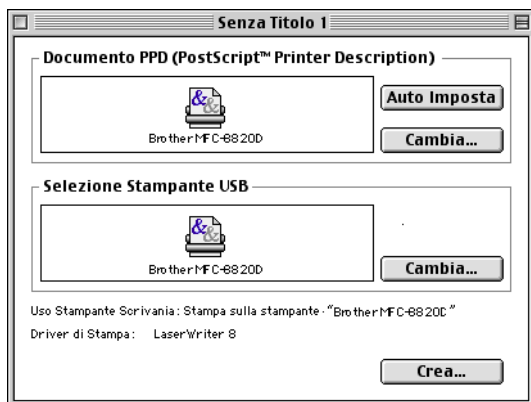 Senza Titolo 1
Documento PPD (PostScript™ Printer Description)
Brother MFC-8820D
Auto Imposta
Cambia...
Selezione Stampante USB
Brother MFC-8820D
Cambia...
Uso Stampante Scrivania: Stampa sulla stampante · “Brother MFC-8820D”
Driver di Stampa: LaserWriter 8
Crea...